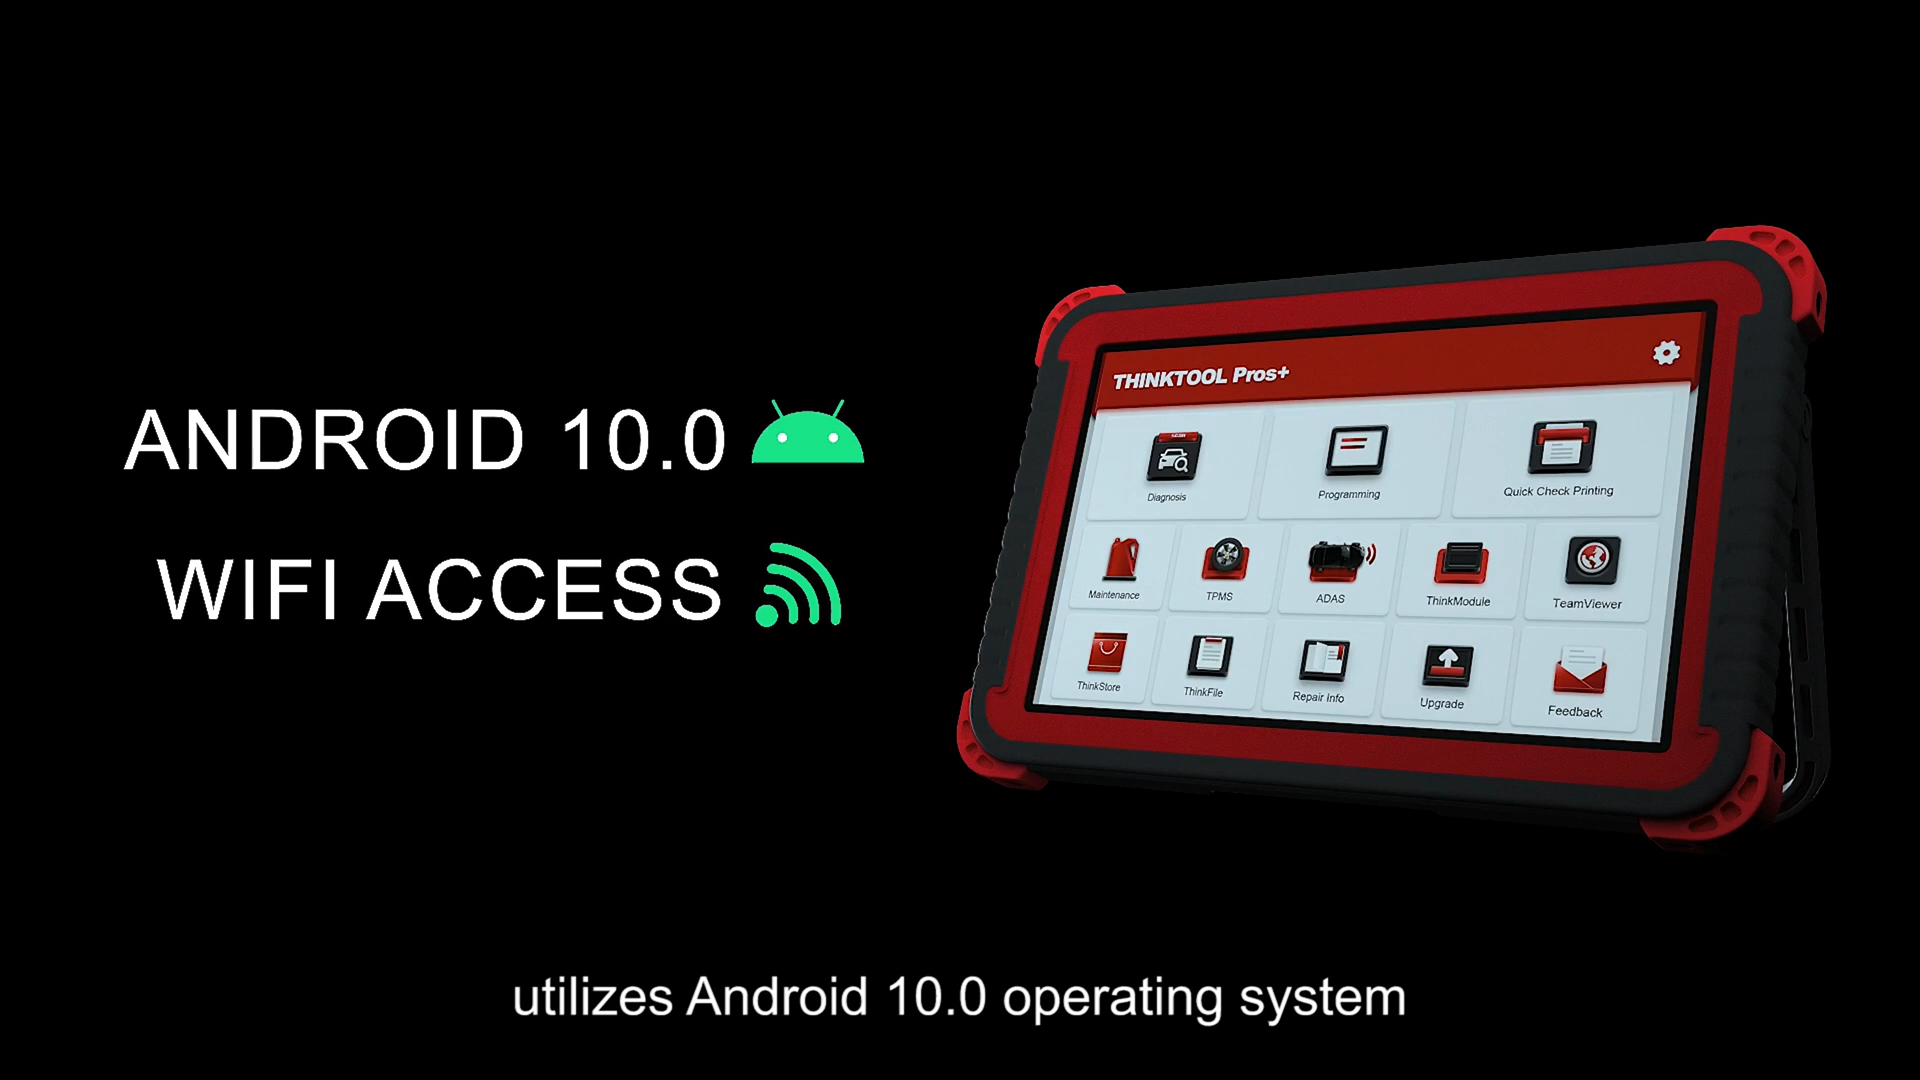 ANDROID 10.0
WIFI ACCESS
THINKTOOL Pros+
SCAN
Diagnosis
Programming
Quick Check Printing
Maintenance
TPMS
ADAS
ThinkModule
TeamViewer
ThinkStore
ThinkFile
Repair Info
Upgrade
Feedback
utilizes Android 10.0 operating system